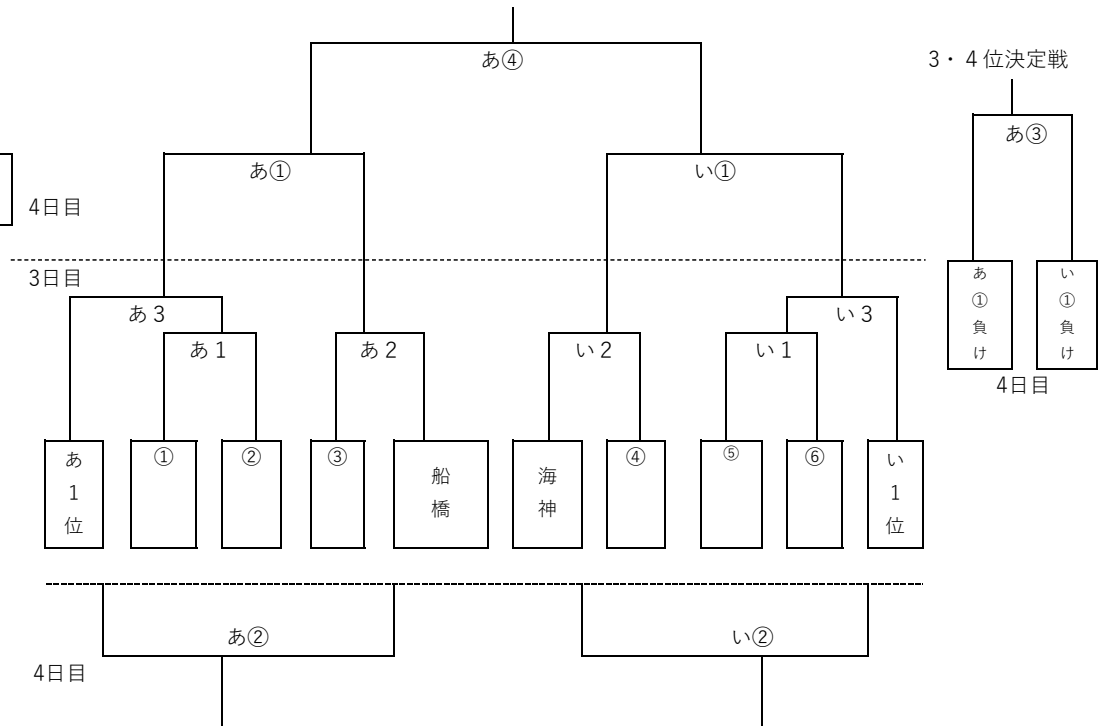 あ④
3・4位決定戦
あ③
あ① い①
4日目
3日目
あ
①
負
け
い
①
負
け
4日目
あ3 い3
あ1 あ2 い2 い1
あ
1
位
①
②
③
船
橋
海
神
④
⑤
⑥
い
1
位
あ② い②
4日目